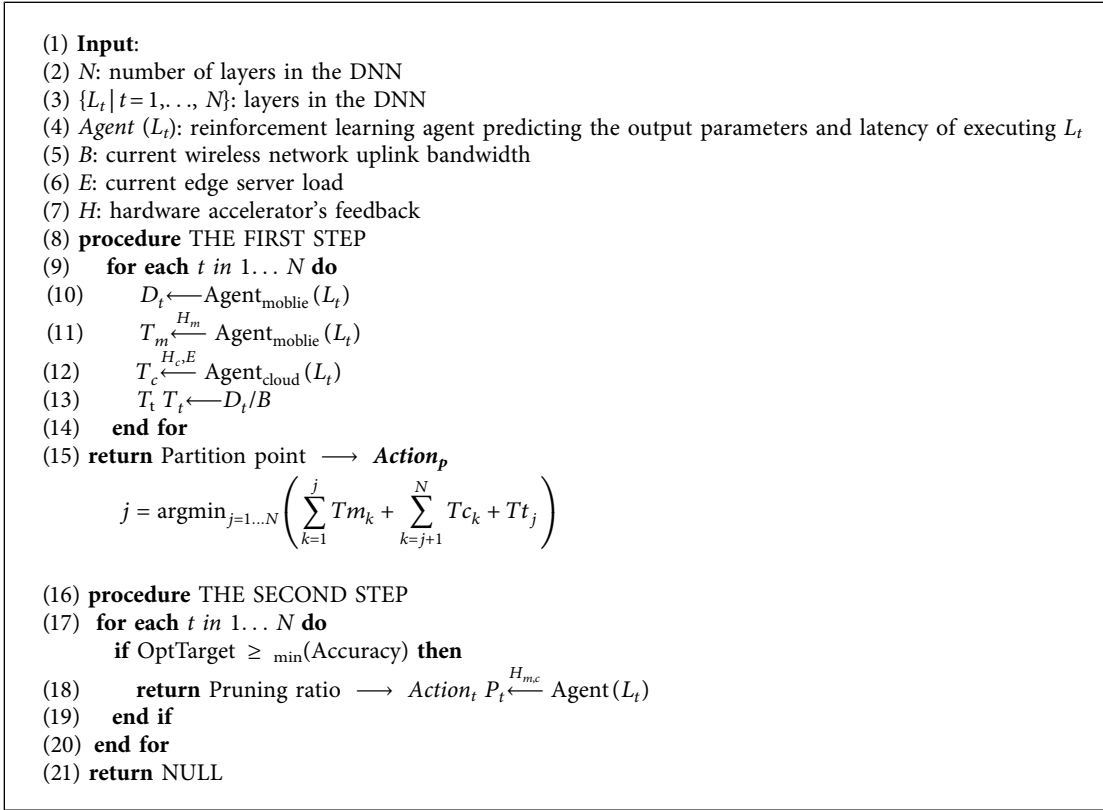 (1) Input:
(2) N: number of layers in the DNN
(3) {L_t | t = 1,..., N}: layers in the DNN
(4) Agent (L_t): reinforcement learning agent predicting the output parameters and latency of executing L_t
(5) B: current wireless network uplink bandwidth
(6) E: current edge server load
(7) H: hardware accelerator's feedback
(8) procedure THE FIRST STEP
(9) for each t in 1... N do
(10) D_t ⟵ Agent_moblie (L_t)
(11) T_m ⟵^{H_m} Agent_moblie (L_t)
(12) T_c ⟵^{H_c,E} Agent_cloud (L_t)
(13) T_t T_t ⟵ D_t/B
(14) end for
(15) return Partition point ⟶ Action_p
j = argmin_{j=1...N} ( ∑_{k=1}^{j} Tm_k + ∑_{k=j+1}^{N} Tc_k + Tt_j )
(16) procedure THE SECOND STEP
(17) for each t in 1... N do
if OptTarget ≥ _min(Accuracy) then
(18) return Pruning ratio ⟶ Action_t P_t ⟵^{H_{m,c}} Agent (L_t)
(19) end if
(20) end for
(21) return NULL